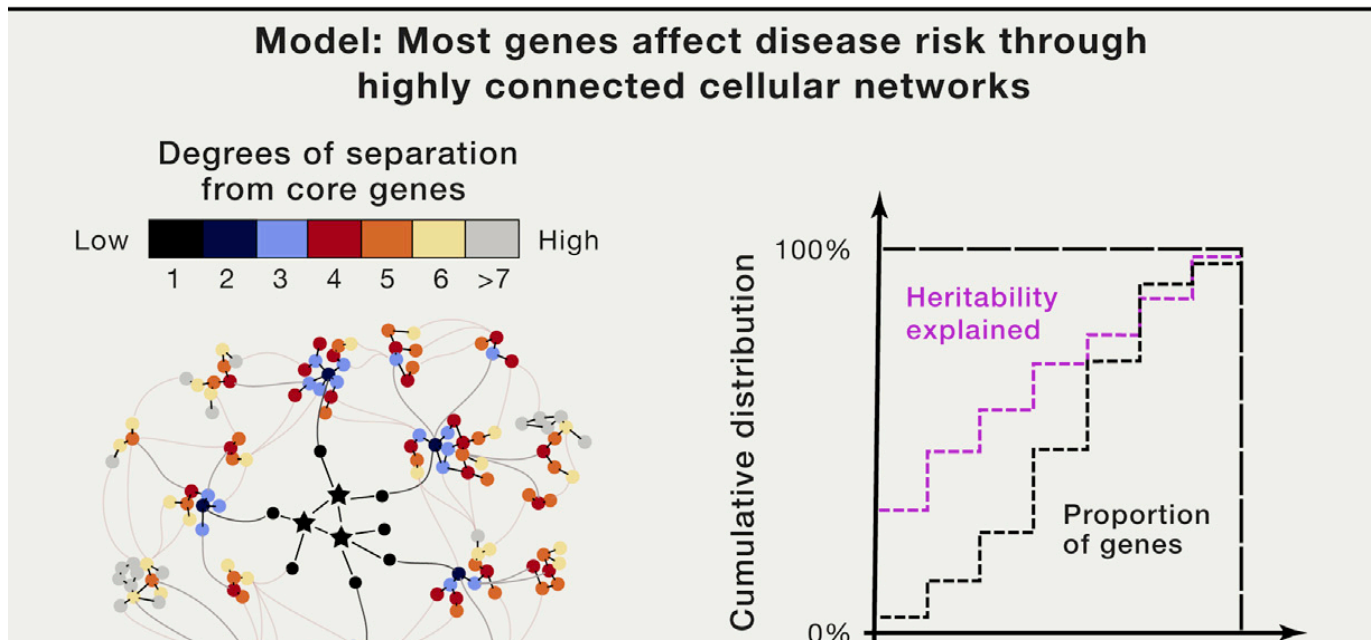 Model: Most genes affect disease risk through
highly connected cellular networks
Degrees of separation
from core genes
Low
High
1 2 3 4 5 6 >7
Cumulative distribution
100%
Heritability
explained
Proportion
of genes
0%